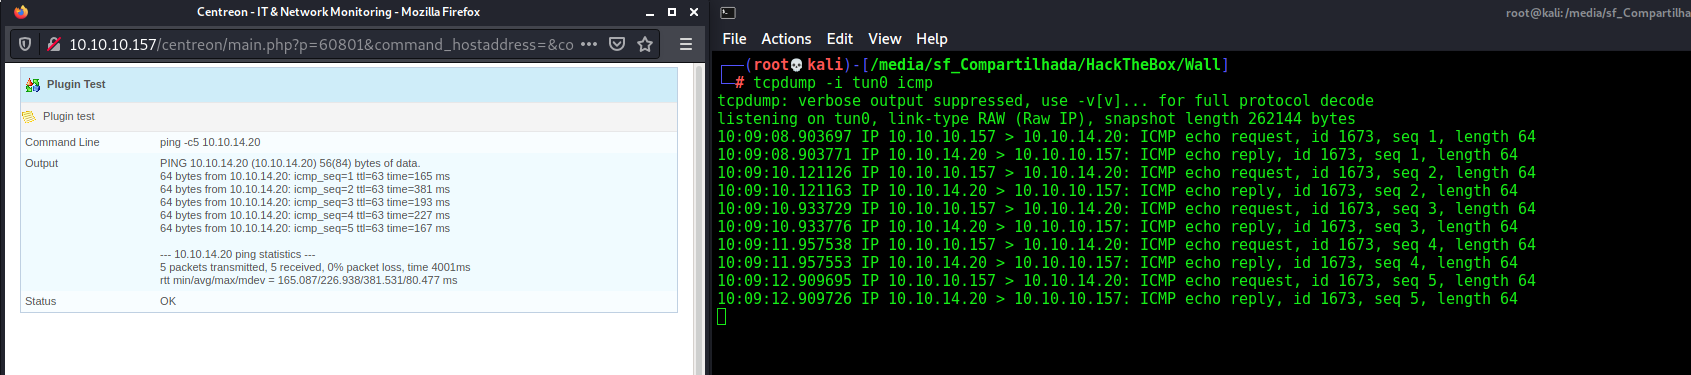 Centreon - IT & Network Monitoring - Mozilla Firefox
10.10.10.157/centreon/main.php?p=60801&command_hostaddress=&co
Plugin Test
Plugin test
Command Line ping -c5 10.10.14.20
Output PING 10.10.14.20 (10.10.14.20) 56(84) bytes of data.
64 bytes from 10.10.14.20: icmp_seq=1 ttl=63 time=165 ms
64 bytes from 10.10.14.20: icmp_seq=2 ttl=63 time=381 ms
64 bytes from 10.10.14.20: icmp_seq=3 ttl=63 time=193 ms
64 bytes from 10.10.14.20: icmp_seq=4 ttl=63 time=227 ms
64 bytes from 10.10.14.20: icmp_seq=5 ttl=63 time=167 ms
--- 10.10.14.20 ping statistics ---
5 packets transmitted, 5 received, 0% packet loss, time 4001ms
rtt min/avg/max/mdev = 165.087/226.938/381.531/80.477 ms
Status OK
root@kali: /media/sf_Compartilha
File Actions Edit View Help
(root💀kali)-[/media/sf_Compartilhada/HackTheBox/Wall]
# tcpdump -i tun0 icmp
tcpdump: verbose output suppressed, use -v[v]... for full protocol decode
listening on tun0, link-type RAW (Raw IP), snapshot length 262144 bytes
10:09:08.903697 IP 10.10.10.157 > 10.10.14.20: ICMP echo request, id 1673, seq 1, length 64
10:09:08.903771 IP 10.10.14.20 > 10.10.10.157: ICMP echo reply, id 1673, seq 1, length 64
10:09:10.121126 IP 10.10.10.157 > 10.10.14.20: ICMP echo request, id 1673, seq 2, length 64
10:09:10.121163 IP 10.10.14.20 > 10.10.10.157: ICMP echo reply, id 1673, seq 2, length 64
10:09:10.933729 IP 10.10.10.157 > 10.10.14.20: ICMP echo request, id 1673, seq 3, length 64
10:09:10.933776 IP 10.10.14.20 > 10.10.10.157: ICMP echo reply, id 1673, seq 3, length 64
10:09:11.957538 IP 10.10.10.157 > 10.10.14.20: ICMP echo request, id 1673, seq 4, length 64
10:09:11.957553 IP 10.10.14.20 > 10.10.10.157: ICMP echo reply, id 1673, seq 4, length 64
10:09:12.909695 IP 10.10.10.157 > 10.10.14.20: ICMP echo request, id 1673, seq 5, length 64
10:09:12.909726 IP 10.10.14.20 > 10.10.10.157: ICMP echo reply, id 1673, seq 5, length 64